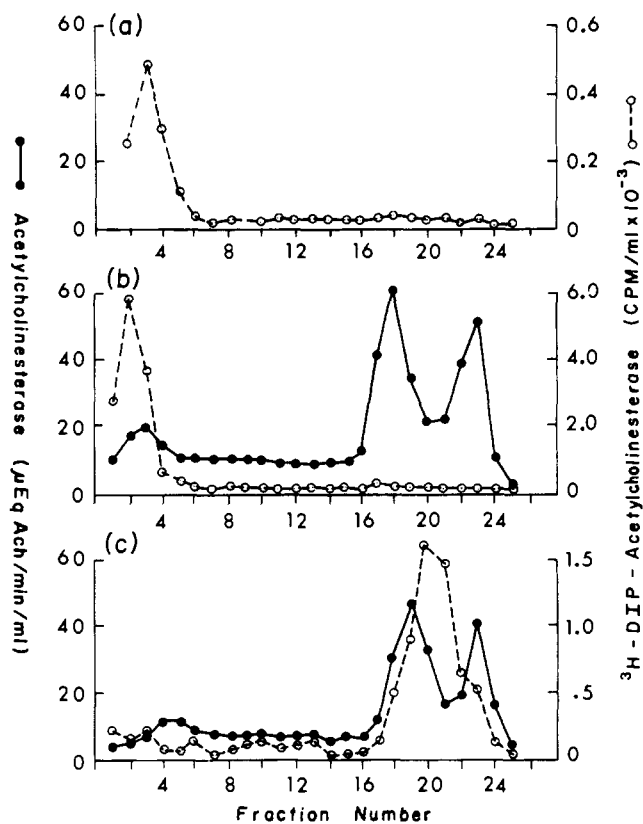 (a)
60
40
20
0
0.6
0.4
0.2
0
4 8 12 16 20 24
(b)
60
40
20
0
6.0
4.0
2.0
0
4 8 12 16 20 24
(c)
60
40
20
0
1.5
1.0
.5
0
4 8 12 16 20 24
Fraction Number
Acetylcholinesterase (μEq Ach/min/ml)
³H-DIP-Acetylcholinesterase (CPM/ml x10⁻³)